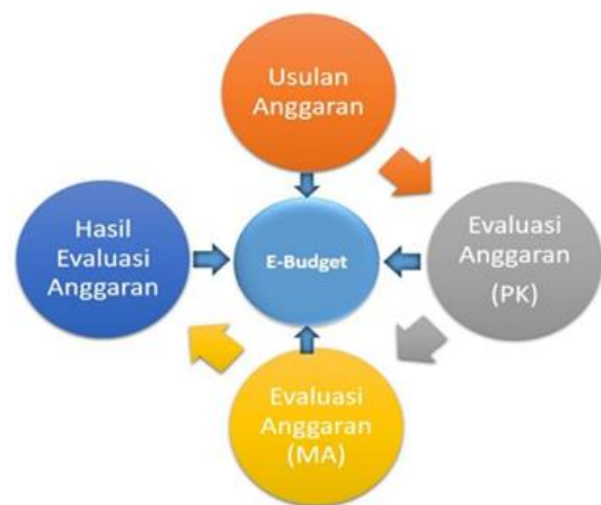 Usulan
Anggaran
Hasil
Evaluasi
Anggaran
E-Budget
Evaluasi
Anggaran
(PK)
Evaluasi
Anggaran
(MA)